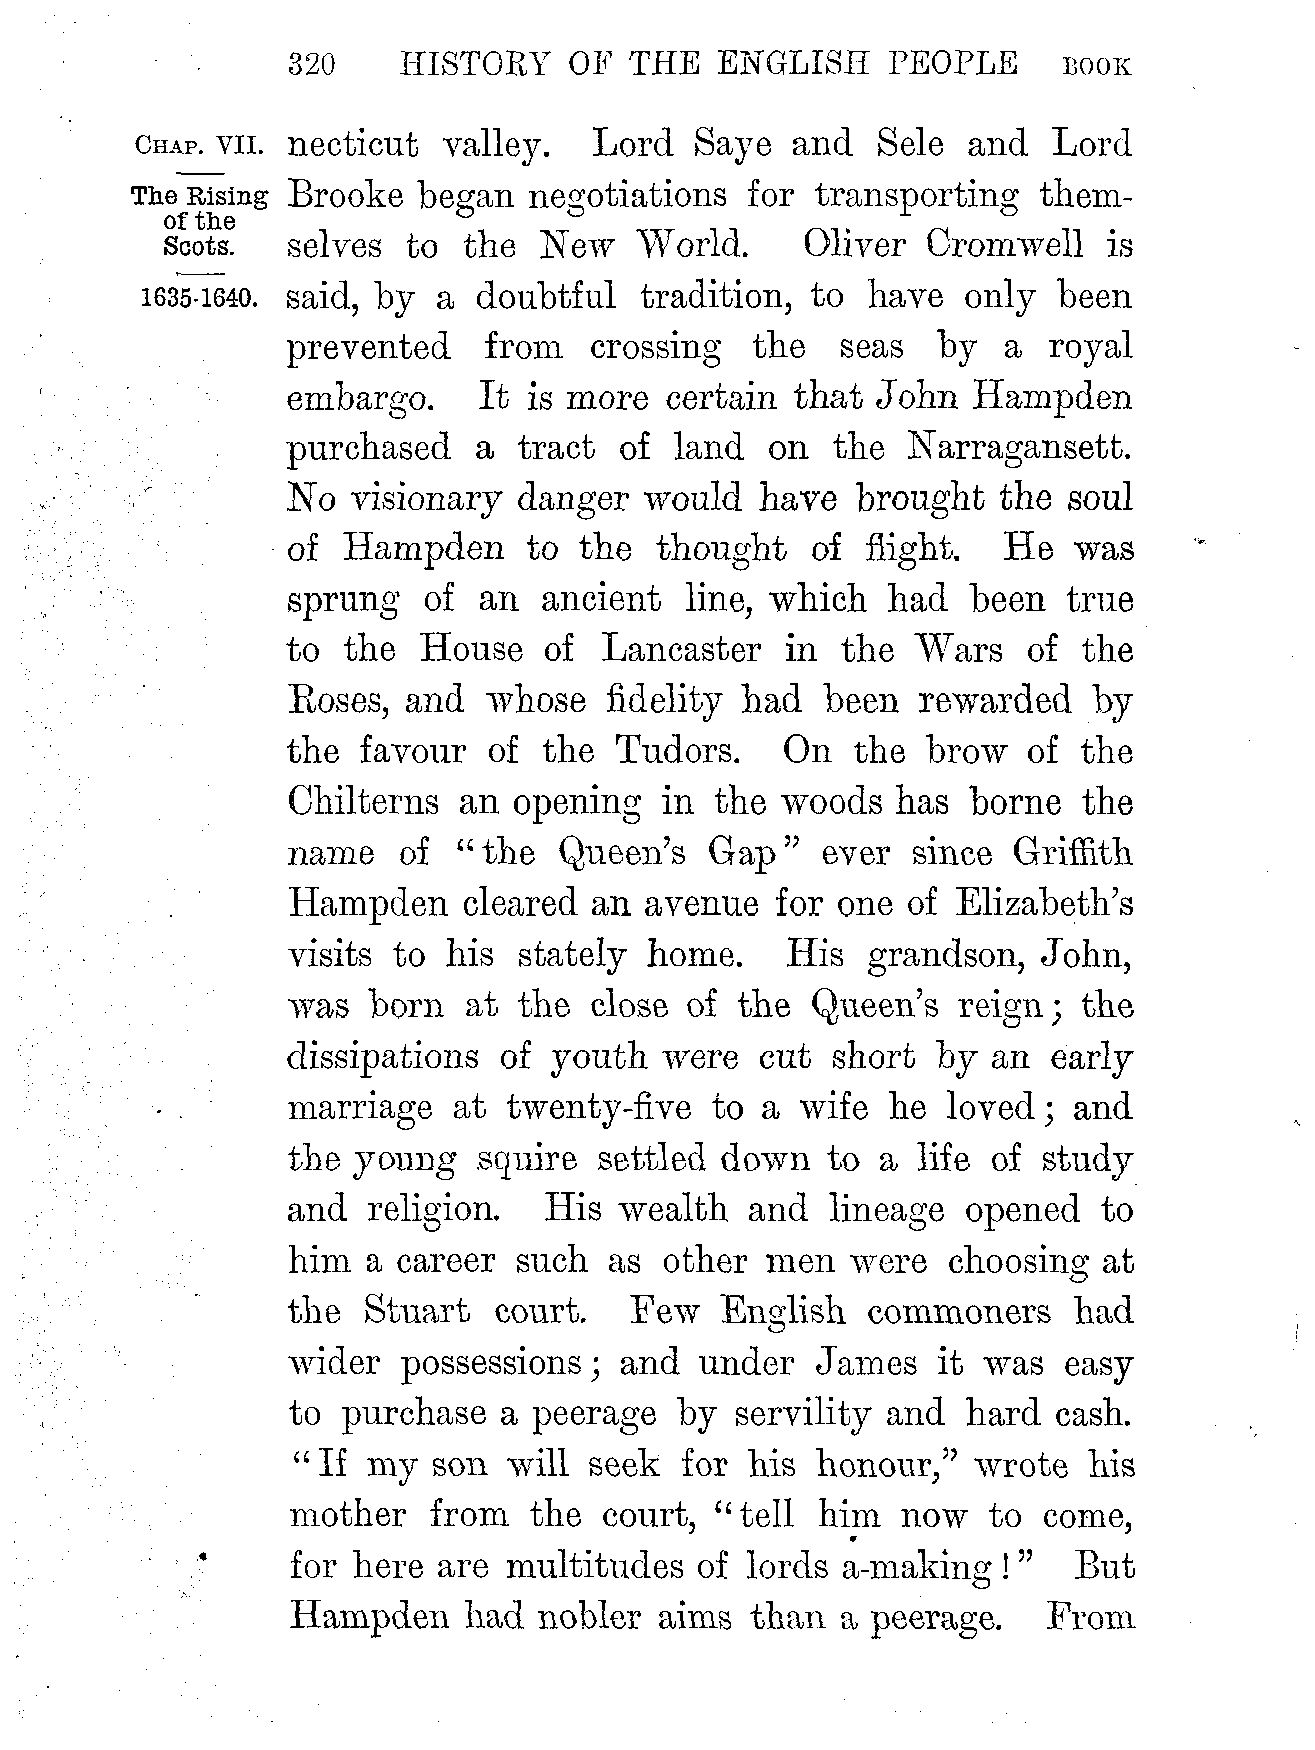 320 HISTORY OF THE ENGLISH PEOPLE BOOK
CHAP. VII.
The Rising
of the
Scots.
1635-1640.
necticut valley. Lord Saye and Sele and Lord
Brooke began negotiations for transporting them-
selves to the New World. Oliver Cromwell is
said, by a doubtful tradition, to have only been
prevented from crossing the seas by a royal
embargo. It is more certain that John Hampden
purchased a tract of land on the Narragansett.
No visionary danger would have brought the soul
of Hampden to the thought of flight. He was
sprung of an ancient line, which had been true
to the House of Lancaster in the Wars of the
Roses, and whose fidelity had been rewarded by
the favour of the Tudors. On the brow of the
Chilterns an opening in the woods has borne the
name of "the Queen's Gap" ever since Griffith
Hampden cleared an avenue for one of Elizabeth's
visits to his stately home. His grandson, John,
was born at the close of the Queen's reign; the
dissipations of youth were cut short by an early
marriage at twenty-five to a wife he loved; and
the young squire settled down to a life of study
and religion. His wealth and lineage opened to
him a career such as other men were choosing at
the Stuart court. Few English commoners had
wider possessions; and under James it was easy
to purchase a peerage by servility and hard cash.
"If my son will seek for his honour," wrote his
mother from the court, "tell him now to come,
for here are multitudes of lords a-making!" But
Hampden had nobler aims than a peerage. From